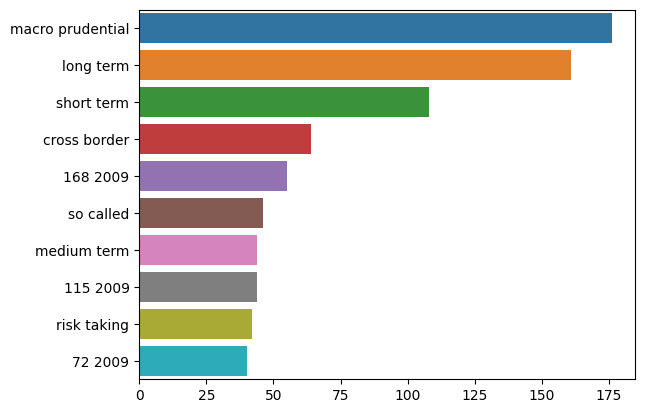 macro prudential
long term
short term
cross border
168 2009
so called
medium term
115 2009
risk taking
72 2009
0 25 50 75 100 125 150 175